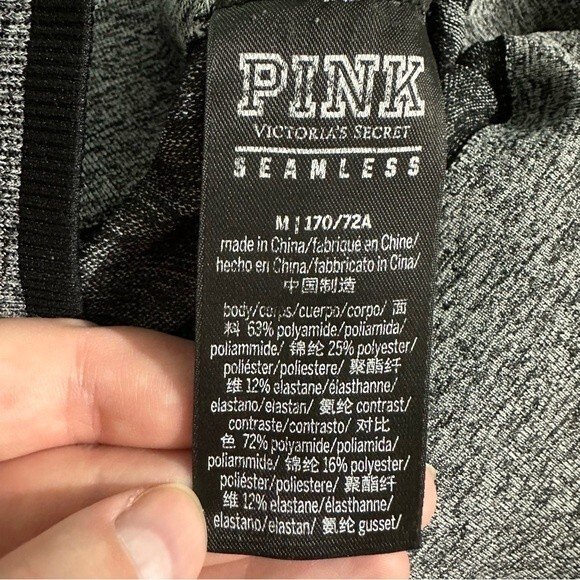 PINK
VICTORIA'S SECRET
SEAMLESS
M | 170/72A
made in China/fabriqué en Chine/
hecho en China/fabbricato in Cina/
中国制造
body/corps/cuerpo/corpo/ 面
料 63% polyamide/poliamida/
poliammide/ 锦纶 25% polyester/
poliéster/poliestere/ 聚酯纤
维 12% elastane/élasthanne/
elastano/elastan/ 氨纶 contrast/
contraste/contrasto/ 对比
色 72% polyamide/poliamida/
poliammide/ 锦纶 16% polyester/
poliéster/poliestere/ 聚酯纤
维 12% elastane/élasthanne/
elastano/elastan/ 氨纶 gusset/